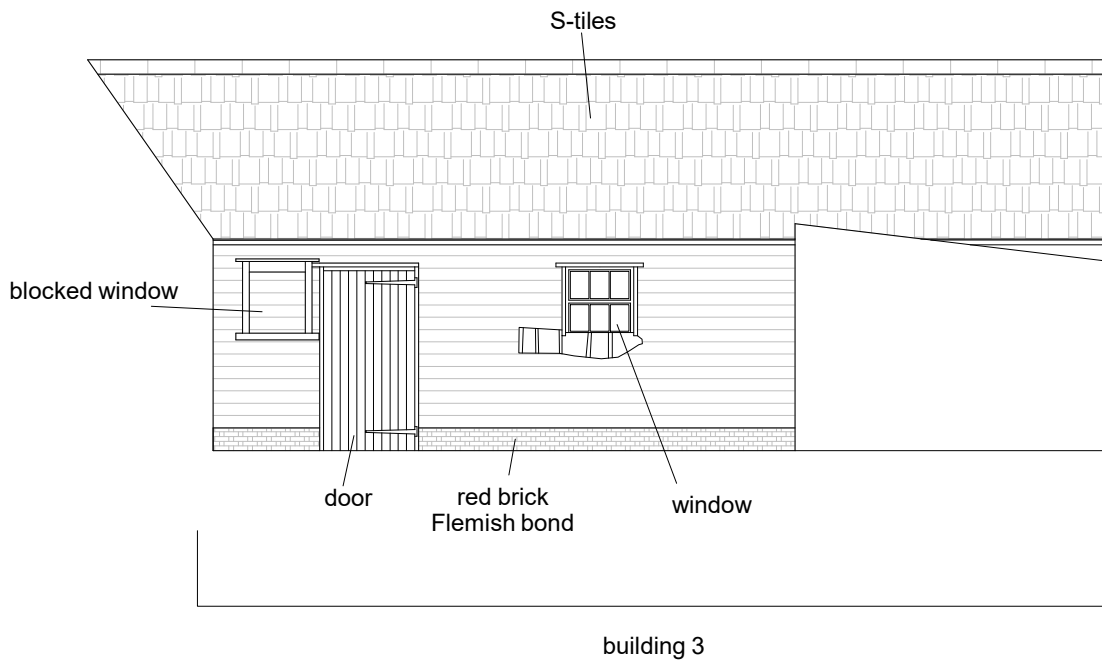 S-tiles
blocked window
door
red brick
Flemish bond
window
building 3